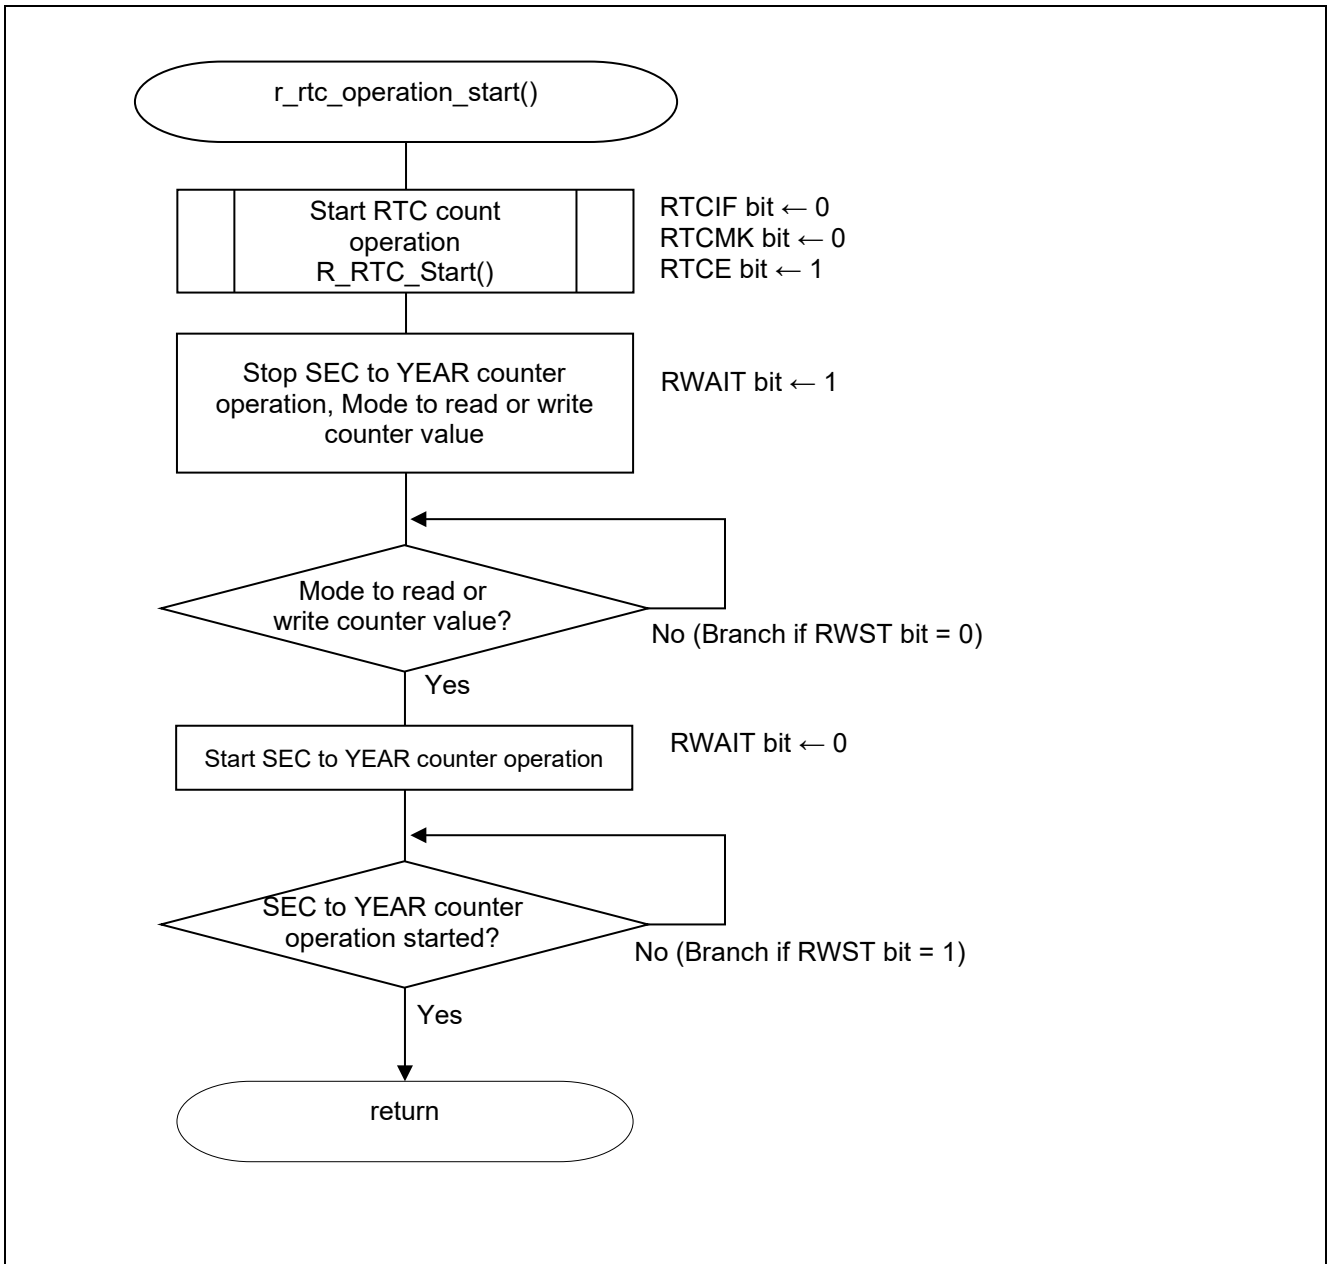 r_rtc_operation_start()
Start RTC count
operation
R_RTC_Start()
RTCIF bit ← 0
RTCMK bit ← 0
RTCE bit ← 1
Stop SEC to YEAR counter
operation, Mode to read or write
counter value
RWAIT bit ← 1
Mode to read or
write counter value?
No (Branch if RWST bit = 0)
Yes
Start SEC to YEAR counter operation
RWAIT bit ← 0
SEC to YEAR counter
operation started?
No (Branch if RWST bit = 1)
Yes
return